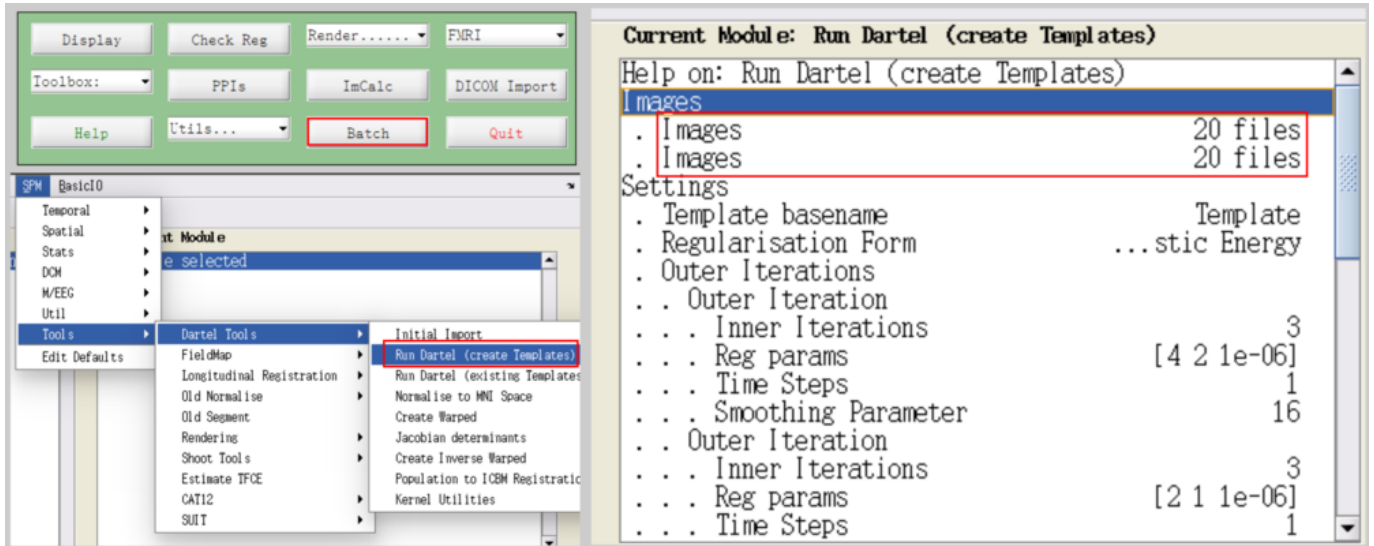 Display Check Reg Render...... FMRI
Toolbox: PPIs ImCalc DICOM Import
Help Utils... Batch Quit
SPM BasicIO
Temporal
Spatial
Stats
DCM
M/EEG
Util
Tools
Edit Defaults
nt Module
e selected
Dartel Tools
FieldMap
Longitudinal Registration
Old Normalise
Old Segment
Rendering
Shoot Tools
Estimate TFCE
CAT12
SUIT
Initial Import
Run Dartel (create Templates)
Run Dartel (existing Templates
Normalise to MNI Space
Create Warped
Jacobian determinants
Create Inverse Warped
Population to ICBM Registratio
Kernel Utilities
Current Module: Run Dartel (create Templates)
Help on: Run Dartel (create Templates)
Images
. Images 20 files
. Images 20 files
Settings
. Template basename Template
. Regularisation Form ...stic Energy
. Outer Iterations
. . Outer Iteration
. . . Inner Iterations 3
. . . Reg params [4 2 1e-06]
. . . Time Steps 1
. . . Smoothing Parameter 16
. . Outer Iteration
. . . Inner Iterations 3
. . . Reg params [2 1 1e-06]
. . . Time Steps 1